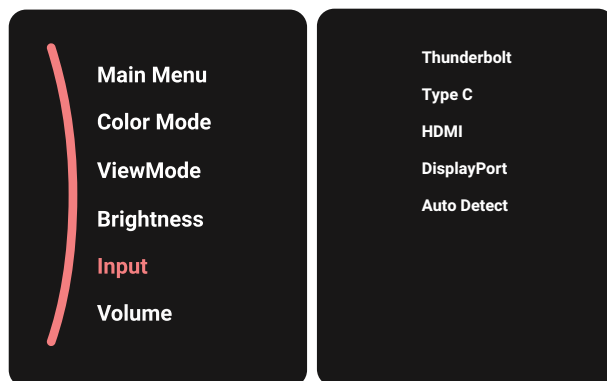 Main Menu
Color Mode
ViewMode
Brightness
Input
Volume
Thunderbolt
Type C
HDMI
DisplayPort
Auto Detect